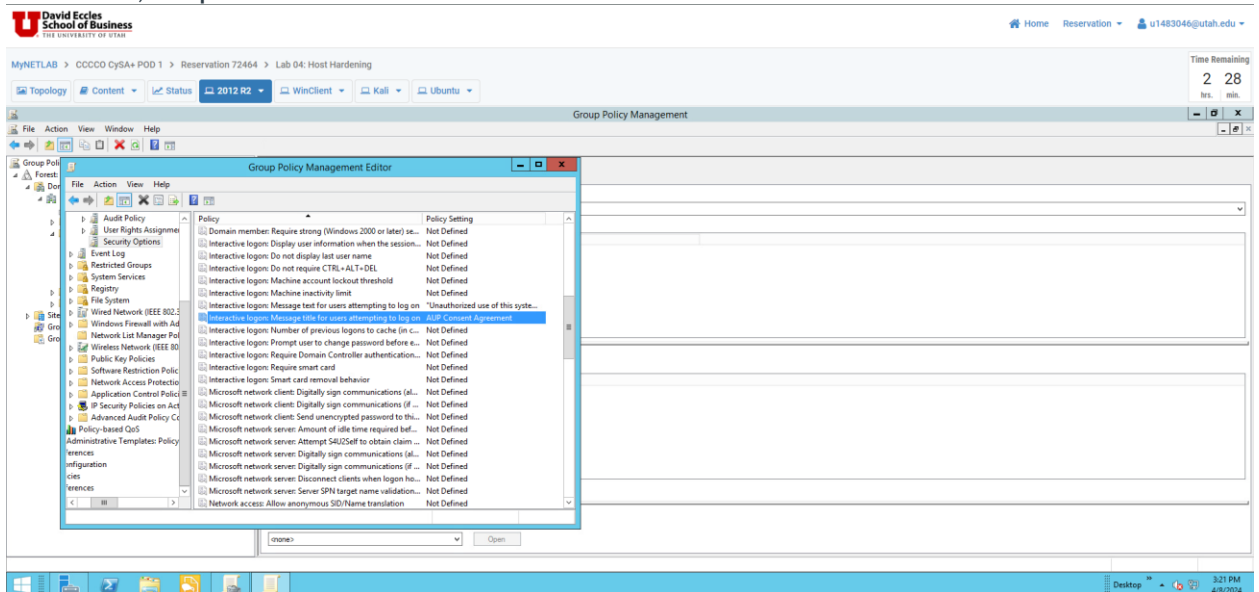 David Eccles
School of Business
THE UNIVERSITY OF UTAH
Home Reservation u1483046@utah.edu
MyNETLAB > CCCCO CySA+ POD 1 > Reservation 72464 > Lab 04: Host Hardening
Time Remaining
2 28
hrs. min.
Topology Content Status 2012 R2 WinClient Kali Ubuntu
Group Policy Management
File Action View Window Help
Group Poli
Forest:
Dor
Site
Gro
Gro
Group Policy Management Editor
File Action View Help
Audit Policy
User Rights Assignmen
Security Options
Event Log
Restricted Groups
System Services
Registry
File System
Wired Network (IEEE 802.3
Windows Firewall with Ad
Network List Manager Pol
Wireless Network (IEEE 80
Public Key Policies
Software Restriction Polic
Network Access Protectio
Application Control Polici
IP Security Policies on Act
Advanced Audit Policy Co
Policy-based QoS
Administrative Templates: Policy
erences
onfiguration
cies
erences
Policy Policy Setting
Domain member: Require strong (Windows 2000 or later) se... Not Defined
Interactive logon: Display user information when the session... Not Defined
Interactive logon: Do not display last user name Not Defined
Interactive logon: Do not require CTRL+ALT+DEL Not Defined
Interactive logon: Machine account lockout threshold Not Defined
Interactive logon: Machine inactivity limit Not Defined
Interactive logon: Message text for users attempting to log on "Unauthorized use of this syste...
Interactive logon: Message title for users attempting to log on AUP Consent Agreement
Interactive logon: Number of previous logons to cache (in c... Not Defined
Interactive logon: Prompt user to change password before e... Not Defined
Interactive logon: Require Domain Controller authentication... Not Defined
Interactive logon: Require smart card Not Defined
Interactive logon: Smart card removal behavior Not Defined
Microsoft network client: Digitally sign communications (al... Not Defined
Microsoft network client: Digitally sign communications (if ... Not Defined
Microsoft network client: Send unencrypted password to thi... Not Defined
Microsoft network server: Amount of idle time required bef... Not Defined
Microsoft network server: Attempt S4U2Self to obtain claim ... Not Defined
Microsoft network server: Digitally sign communications (al... Not Defined
Microsoft network server: Digitally sign communications (if ... Not Defined
Microsoft network server: Disconnect clients when logon ho... Not Defined
Microsoft network server: Server SPN target name validation... Not Defined
Network access: Allow anonymous SID/Name translation Not Defined
<none> Open
Desktop 3:21 PM
4/8/2024